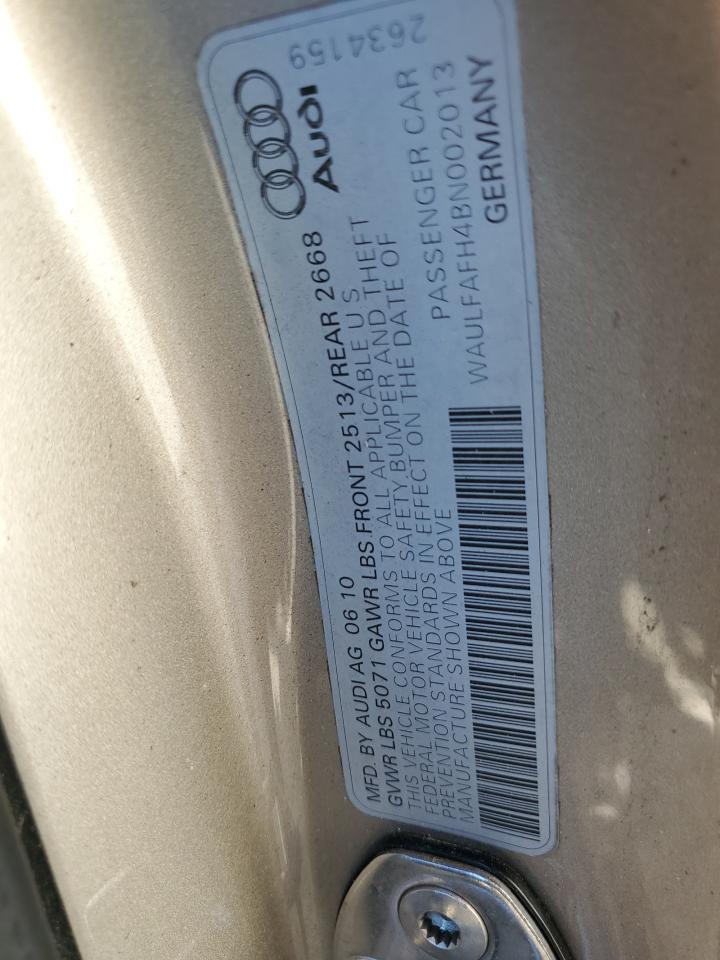 2634159
AUDI
MFD. BY AUDI AG 06 10
GVWR LBS 5071 GAWR LBS.FRONT 2513/REAR 2668
THIS VEHICLE CONFORMS TO ALL APPLICABLE U S
FEDERAL MOTOR VEHICLE SAFETY,BUMPER AND THEFT
PREVENTION STANDARDS IN EFFECT ON THE DATE OF
MANUFACTURE SHOWN ABOVE
PASSENGER CAR
WAULFAFH4BN002013
GERMANY